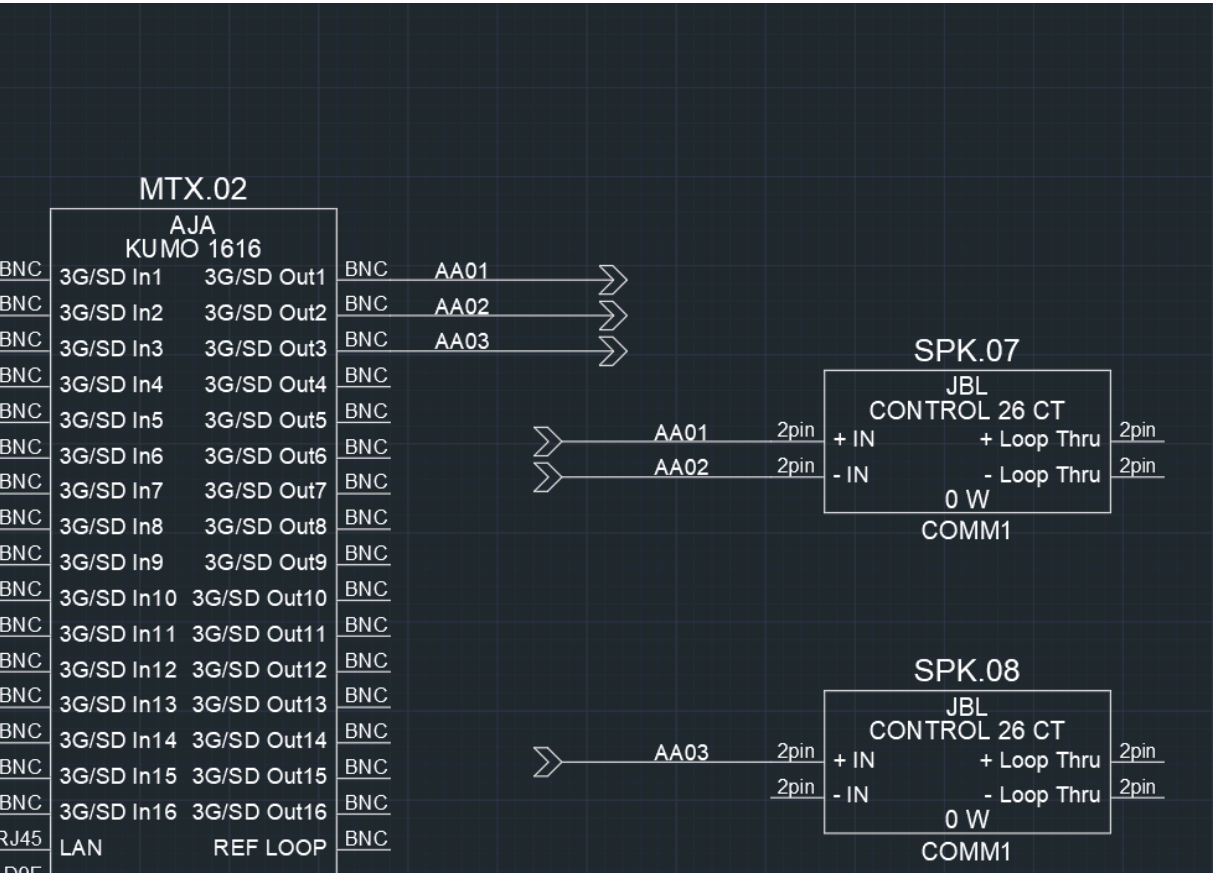 MTX.02
AJA
KUMO 1616
BNC 3G/SD In1 3G/SD Out1 BNC AA01
BNC 3G/SD In2 3G/SD Out2 BNC AA02
BNC 3G/SD In3 3G/SD Out3 BNC AA03
BNC 3G/SD In4 3G/SD Out4 BNC
BNC 3G/SD In5 3G/SD Out5 BNC
BNC 3G/SD In6 3G/SD Out6 BNC
BNC 3G/SD In7 3G/SD Out7 BNC
BNC 3G/SD In8 3G/SD Out8 BNC
BNC 3G/SD In9 3G/SD Out9 BNC
BNC 3G/SD In10 3G/SD Out10 BNC
BNC 3G/SD In11 3G/SD Out11 BNC
BNC 3G/SD In12 3G/SD Out12 BNC
BNC 3G/SD In13 3G/SD Out13 BNC
BNC 3G/SD In14 3G/SD Out14 BNC
BNC 3G/SD In15 3G/SD Out15 BNC
BNC 3G/SD In16 3G/SD Out16 BNC
RJ45 LAN REF LOOP BNC
SPK.07
JBL
CONTROL 26 CT
AA01 2pin + IN + Loop Thru 2pin
AA02 2pin - IN - Loop Thru 2pin
0 W
COMM1
SPK.08
JBL
CONTROL 26 CT
AA03 2pin + IN + Loop Thru 2pin
2pin - IN - Loop Thru 2pin
0 W
COMM1